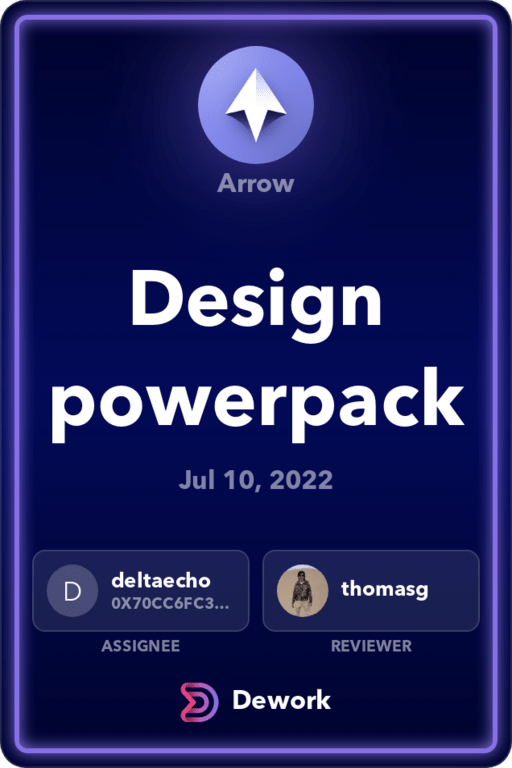 Arrow
Design
powerpack
Jul 10, 2022
D
deltaecho
0X70CC6FC3...
ASSIGNEE
thomasg
REVIEWER
Dework